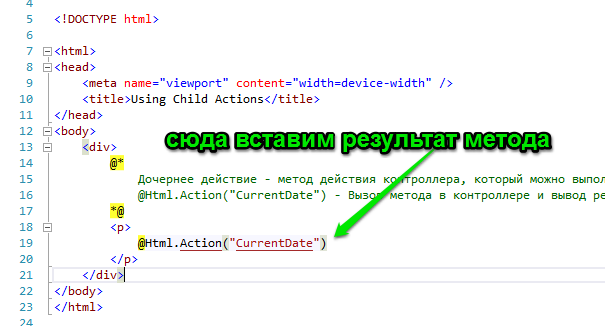 4
5 <!DOCTYPE html>
6
7 <html>
8 <head>
9 <meta name="viewport" content="width=device-width" />
10 <title>Using Child Actions</title>
11 </head>
12 <body>
сюда вставим результат метода
13 <div>
14 @*
15 Дочернее действие - метод действия контроллера, который можно выпол
16 @Html.Action("CurrentDate") - Вызов метода в контроллере и вывод ре
17 *@
18 <p>
19 @Html.Action("CurrentDate")
20 </p>
21 </div>
22 </body>
23 </html>
24